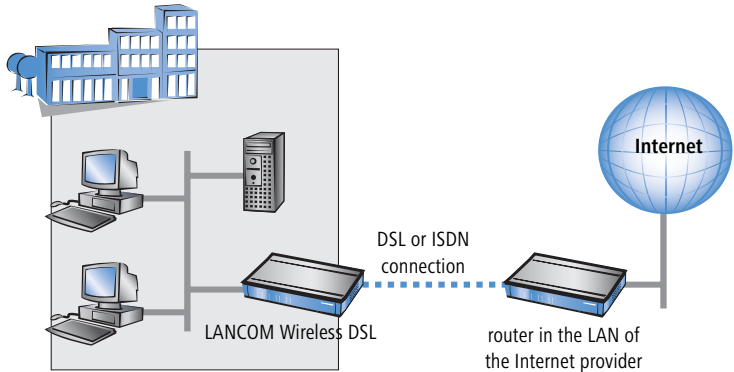 Internet
DSL or ISDN
connection
LANCOM Wireless DSL
router in the LAN of
the Internet provider